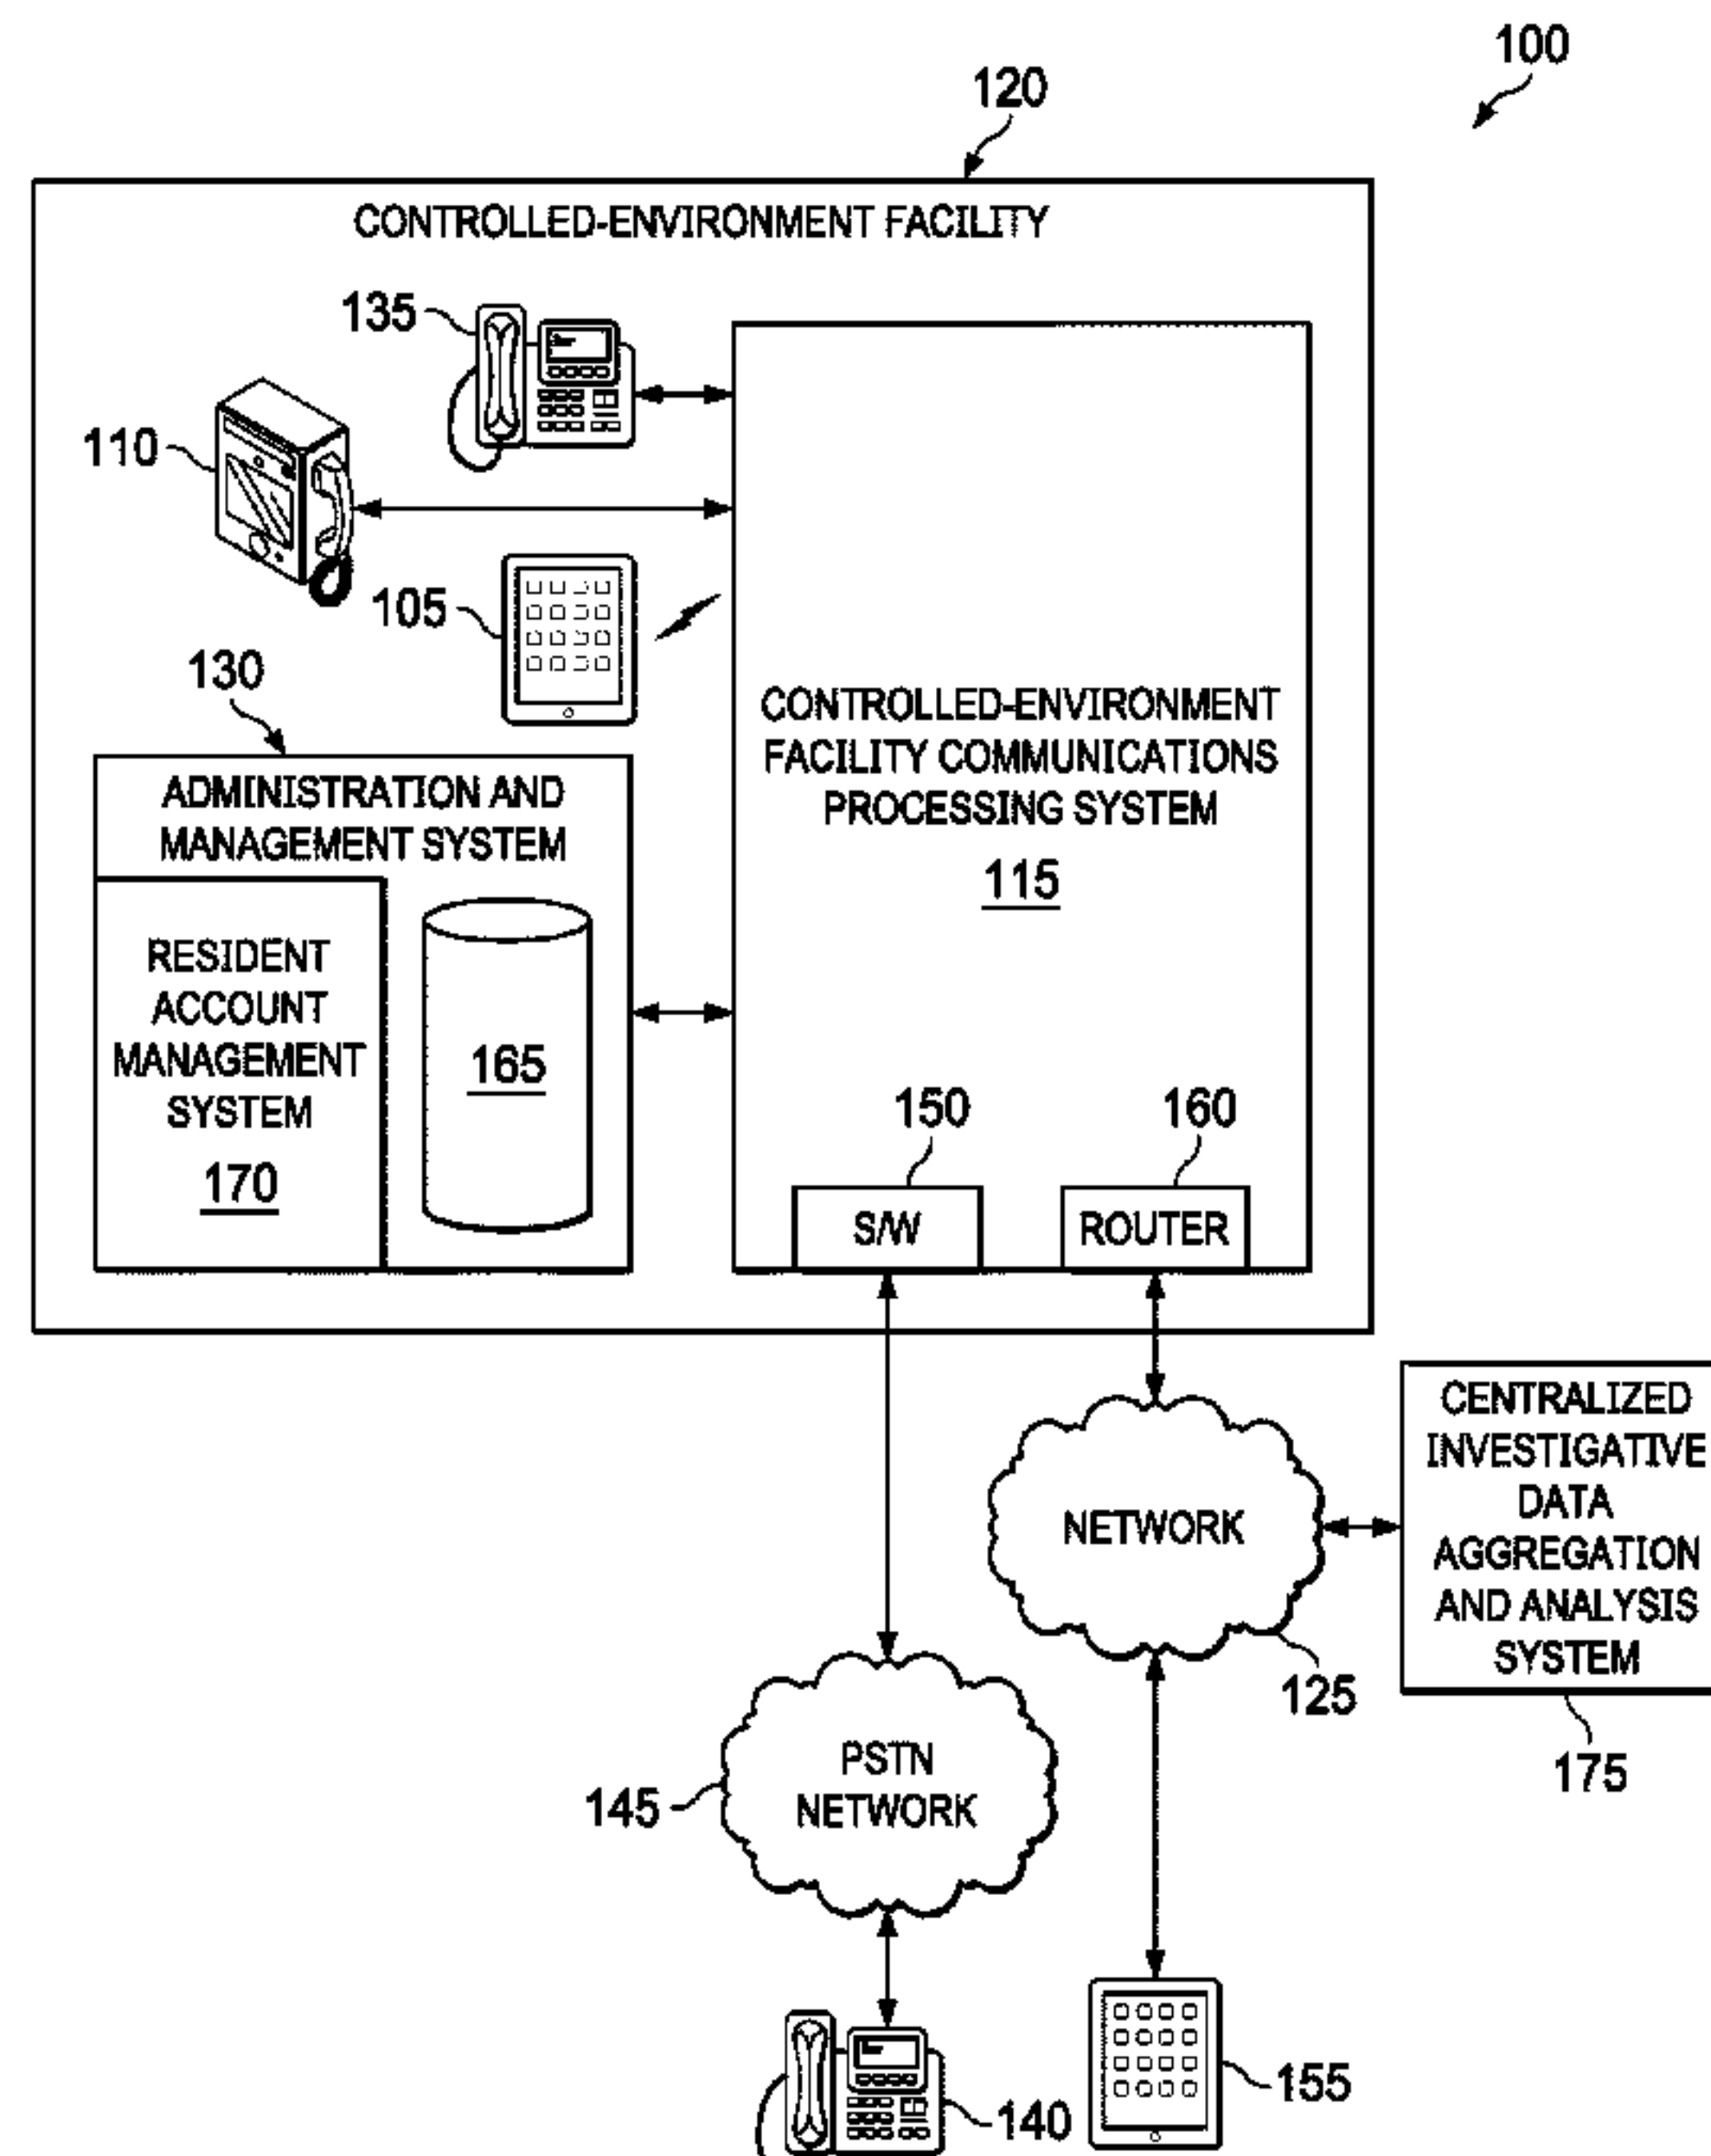 100
120
CONTROLLED-ENVIRONMENT FACILITY
135
110
105
130
ADMINISTRATION AND
MANAGEMENT SYSTEM
RESIDENT
ACCOUNT
MANAGEMENT
SYSTEM
170
165
CONTROLLED-ENVIRONMENT
FACILITY COMMUNICATIONS
PROCESSING SYSTEM
115
150
160
S/W
ROUTER
NETWORK
125
CENTRALIZED
INVESTIGATIVE
DATA
AGGREGATION
AND ANALYSIS
SYSTEM
175
145
PSTN
NETWORK
140
155